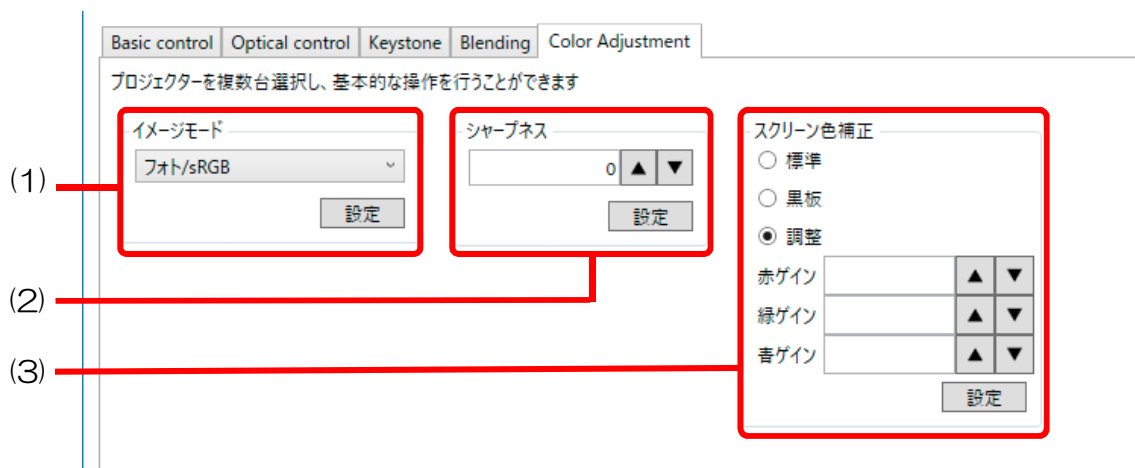 Basic control Optical control Keystone Blending Color Adjustment
プロジェクターを複数台選択し、基本的な操作を行うことができます
(1)
イメージモード
フォト/sRGB
設定
(2)
シャープネス
0 ▲ ▼
設定
(3)
スクリーン色補正
標準
黒板
調整
赤ゲイン ▲ ▼
緑ゲイン ▲ ▼
青ゲイン ▲ ▼
設定